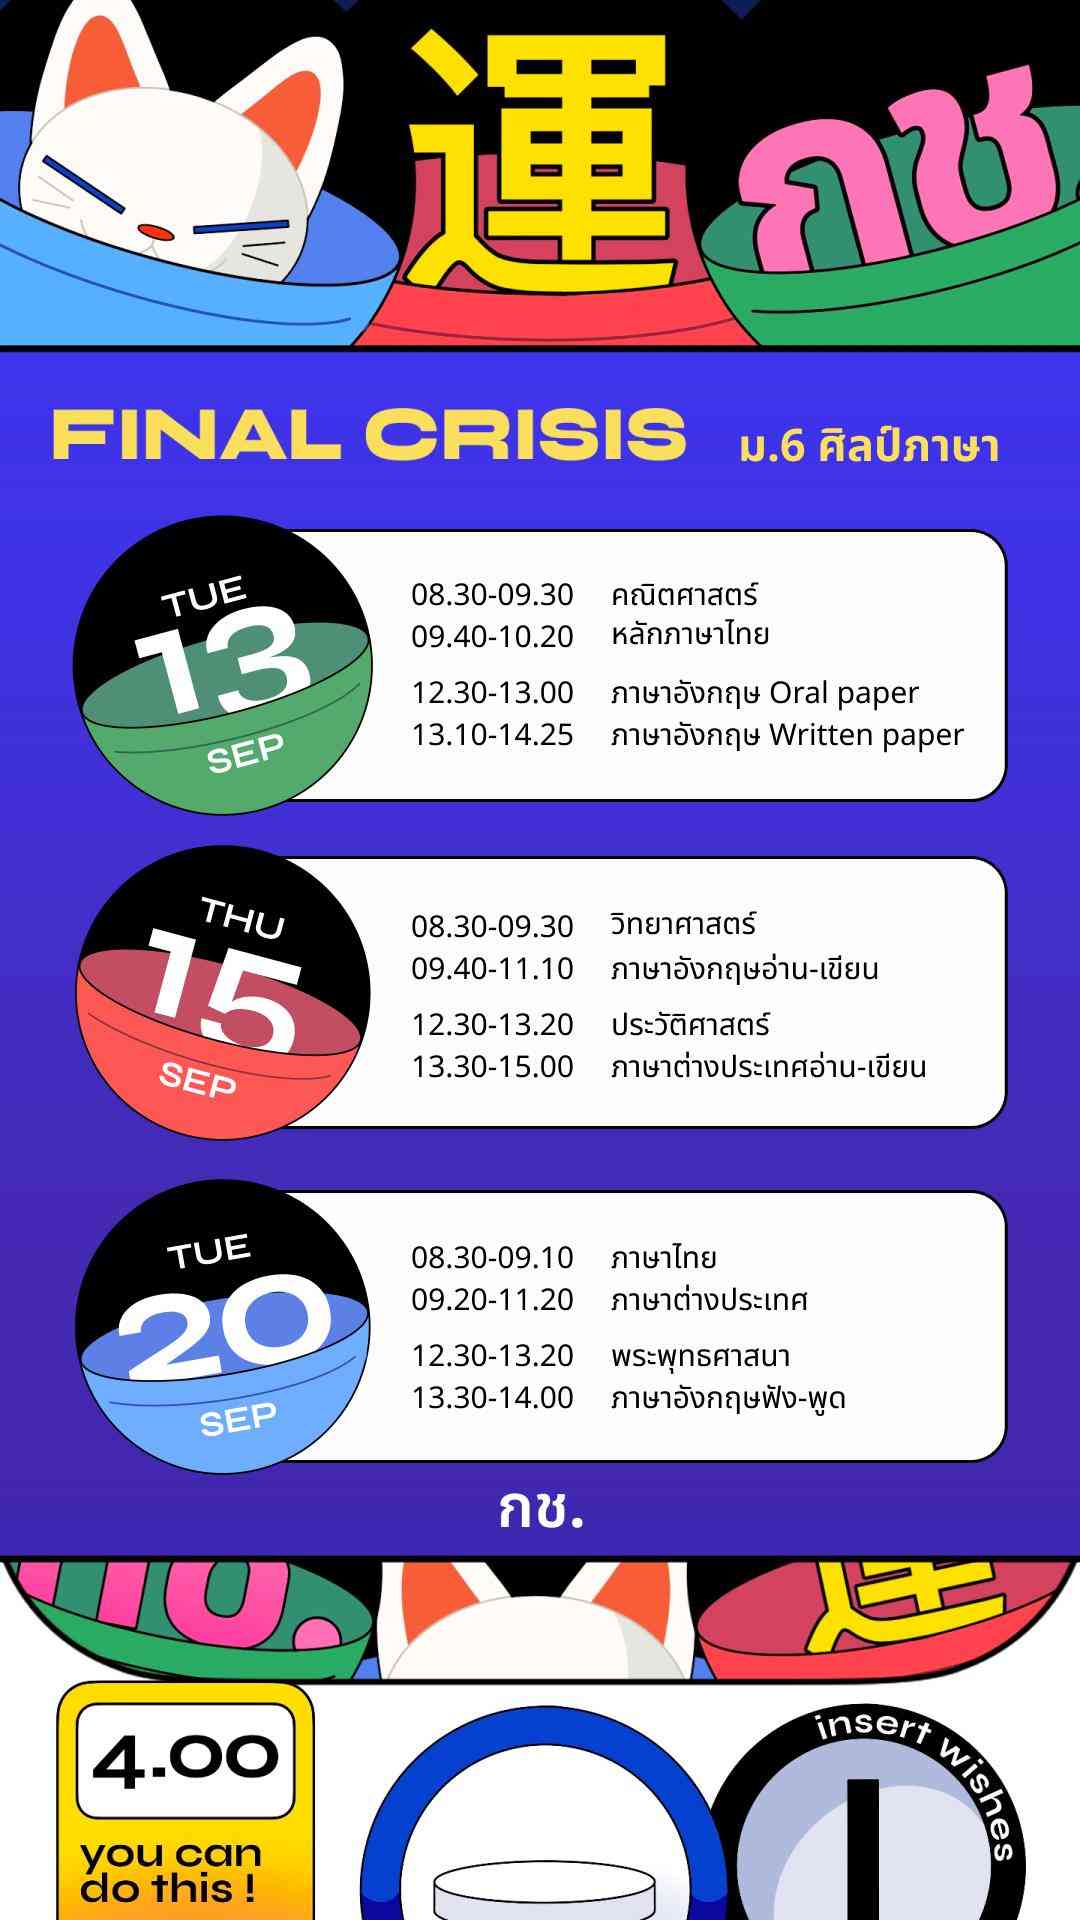 運
กช
FINAL CRISIS ม.6 ศิลป์ภาษา
TUE
13
SEP
08.30-09.30 คณิตศาสตร์
09.40-10.20 หลักภาษาไทย
12.30-13.00 ภาษาอังกฤษ Oral paper
13.10-14.25 ภาษาอังกฤษ Written paper
THU
15
SEP
08.30-09.30 วิทยาศาสตร์
09.40-11.10 ภาษาอังกฤษอ่าน-เขียน
12.30-13.20 ประวัติศาสตร์
13.30-15.00 ภาษาต่างประเทศอ่าน-เขียน
TUE
20
SEP
08.30-09.10 ภาษาไทย
09.20-11.20 ภาษาต่างประเทศ
12.30-13.20 พระพุทธศาสนา
13.30-14.00 ภาษาอังกฤษฟัง-พูด
กช.
4.00
you can
do this !
insert wishes